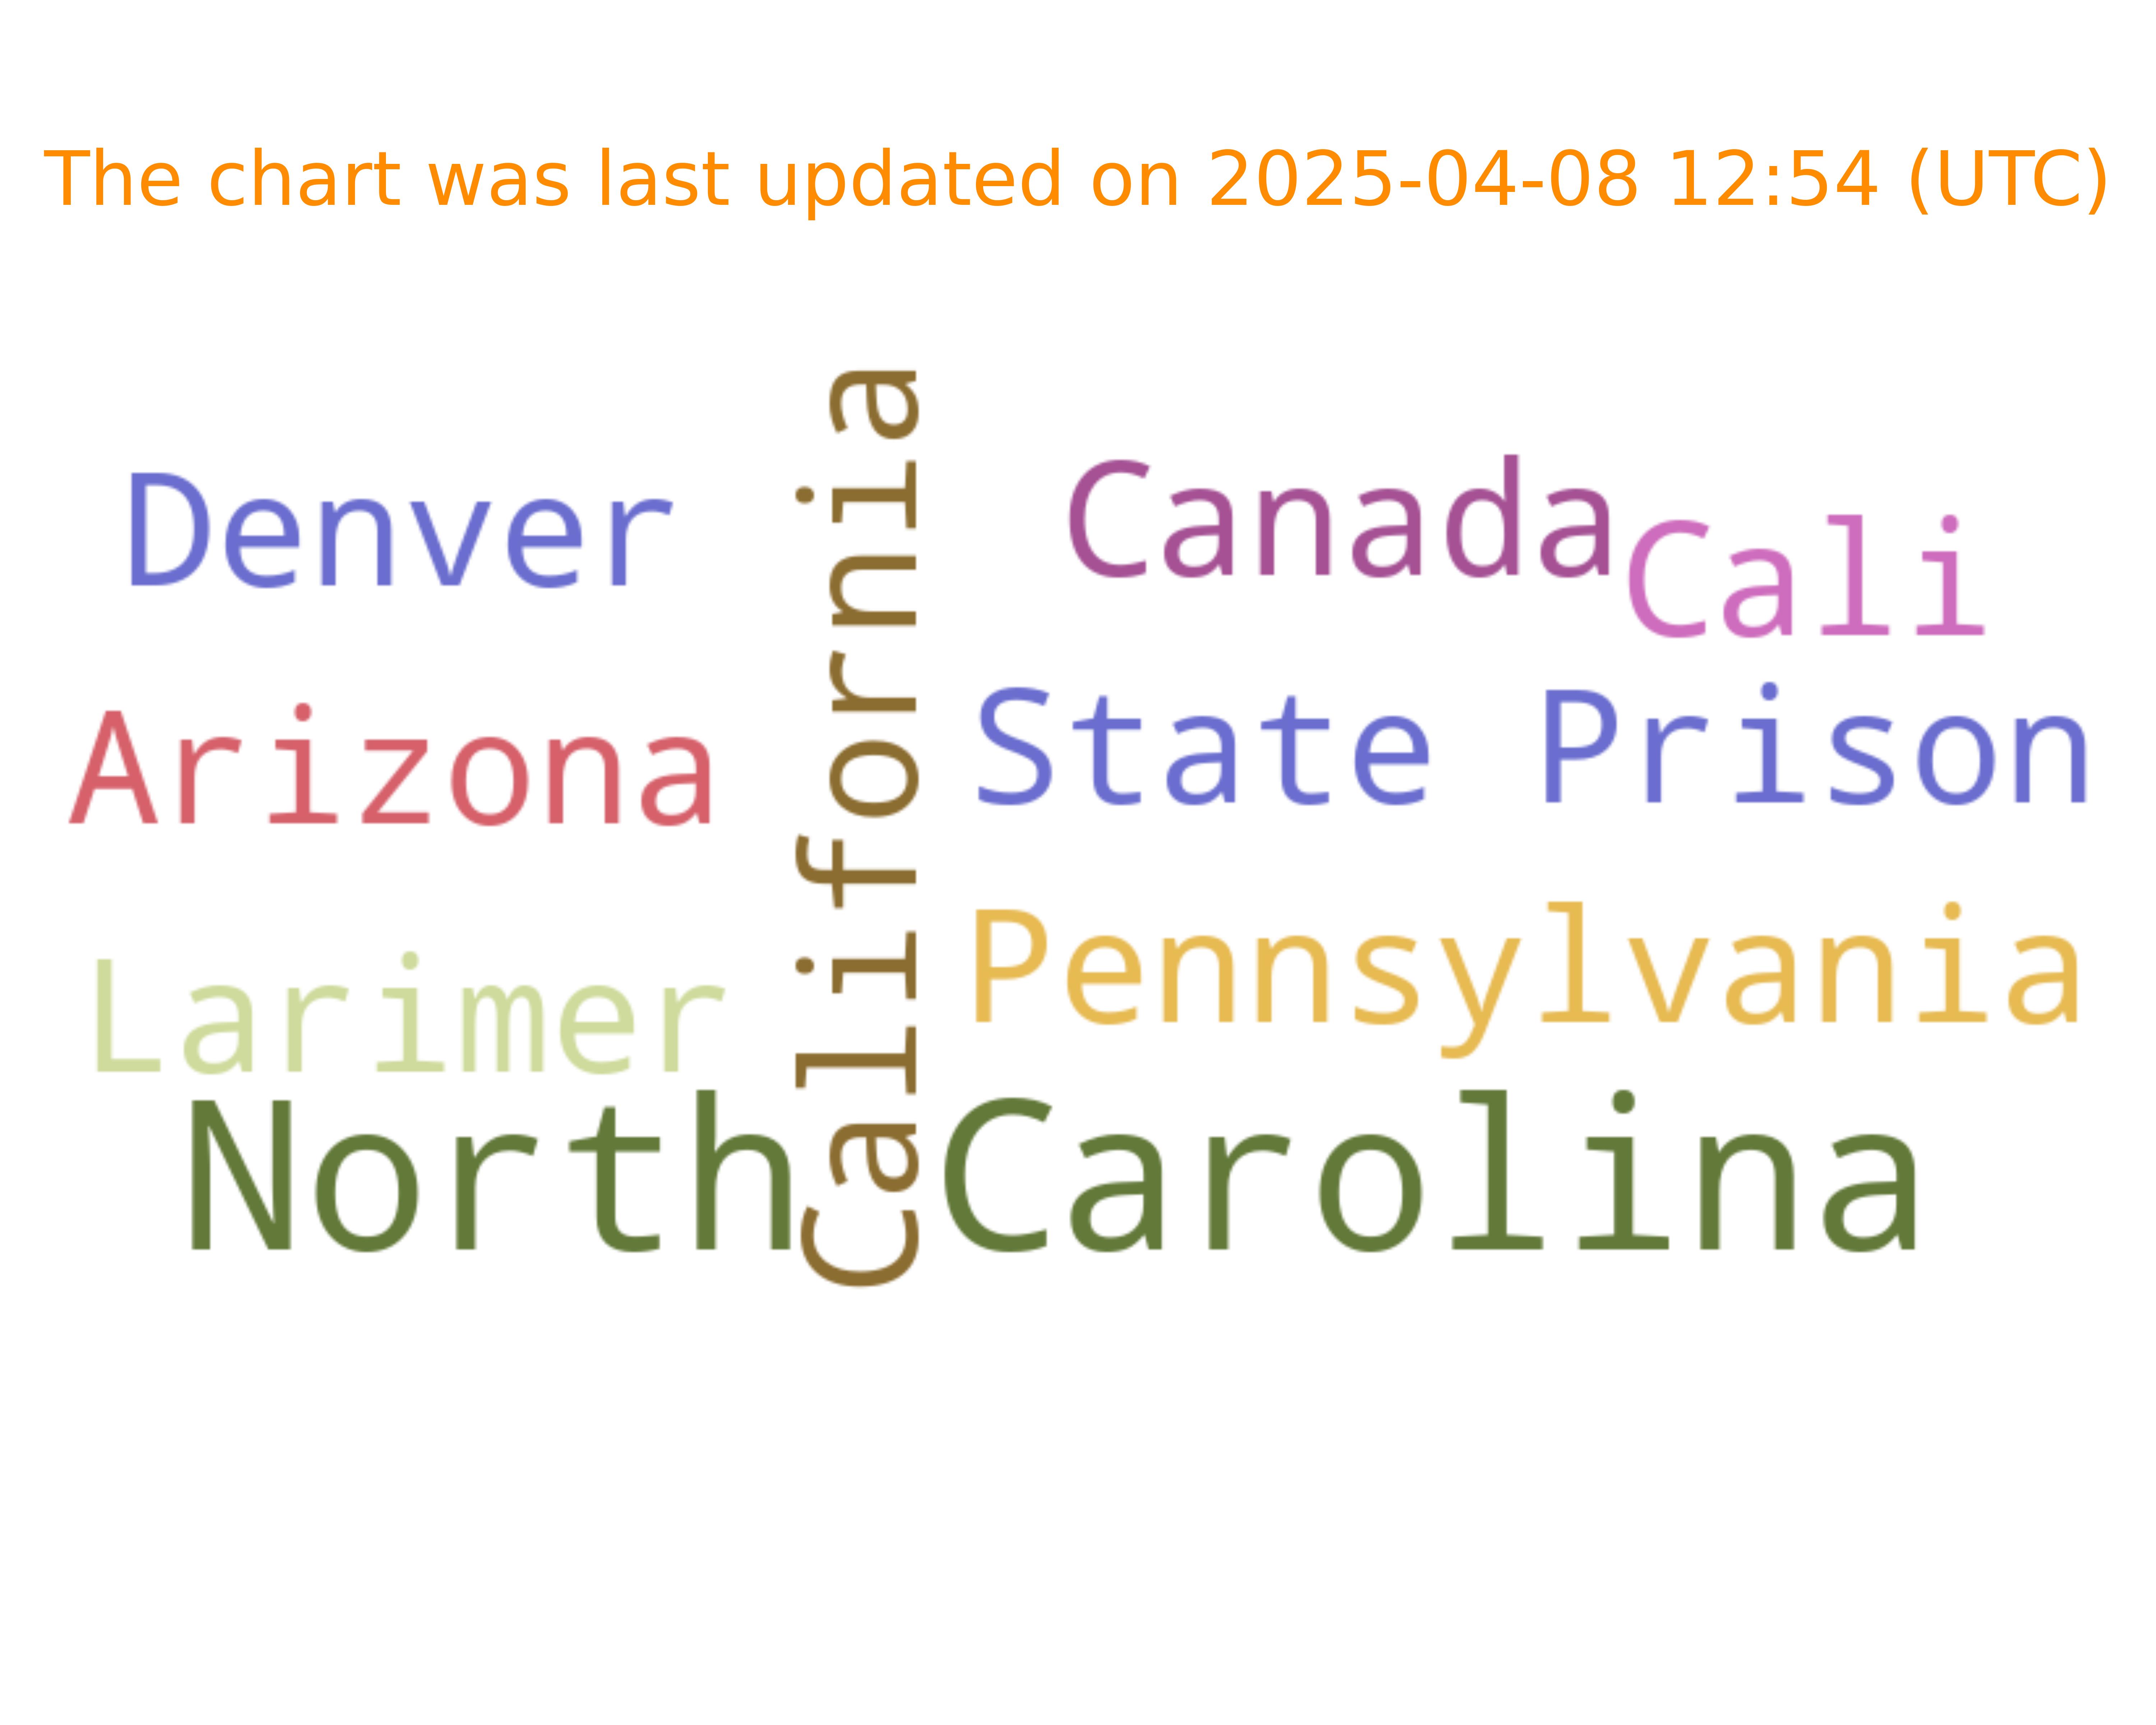 The chart was last updated on 2025-04-08 12:54 (UTC)
Denver
Canada
Cali
California
Arizona
State Prison
Larimer
Pennsylvania
North Carolina